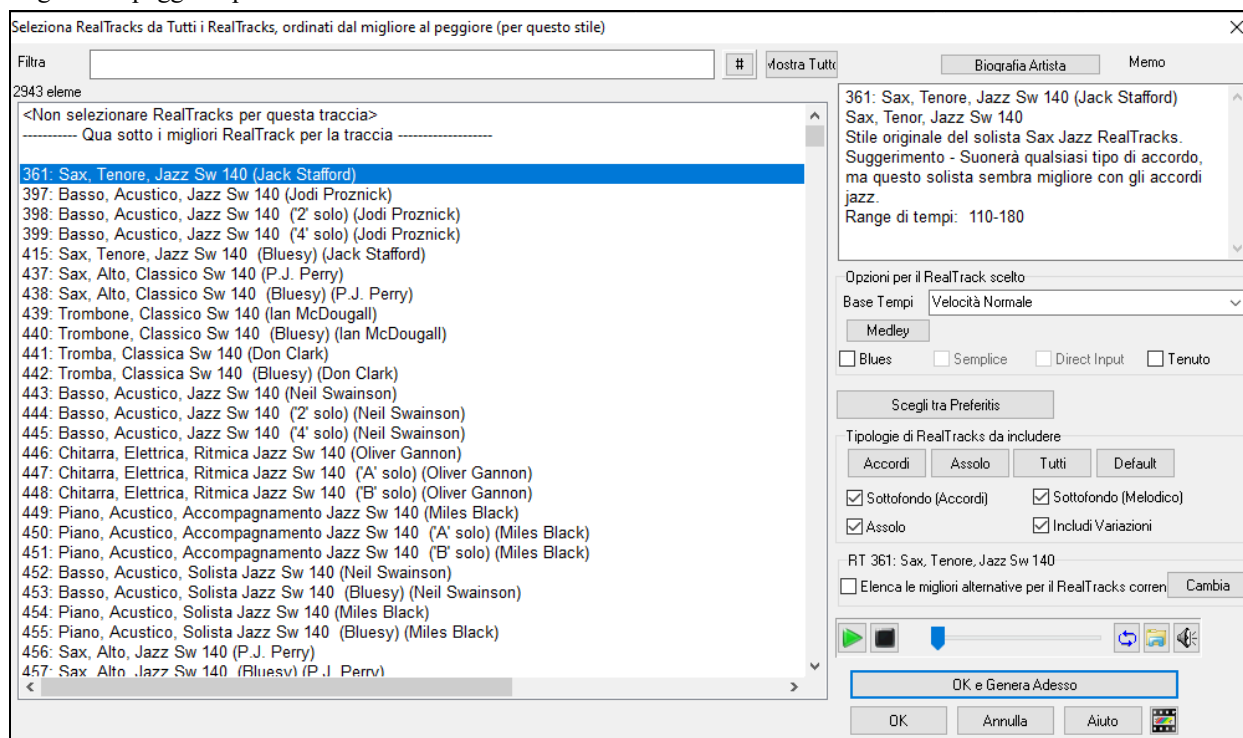 Seleziona RealTracks da Tutti i RealTracks, ordinati dal migliore al peggiore (per questo stile)
Filtra
#
Mostra Tutto
Biografia Artista
Memo
2943 eleme
<Non selezionare RealTracks per questa traccia>
----------- Qua sotto i migliori RealTrack per la traccia -------------------
361: Sax, Tenore, Jazz Sw 140 (Jack Stafford)
397: Basso, Acustico, Jazz Sw 140 (Jodi Proznick)
398: Basso, Acustico, Jazz Sw 140 ('2' solo) (Jodi Proznick)
399: Basso, Acustico, Jazz Sw 140 ('4' solo) (Jodi Proznick)
415: Sax, Tenore, Jazz Sw 140 (Bluesy) (Jack Stafford)
437: Sax, Alto, Classico Sw 140 (P.J. Perry)
438: Sax, Alto, Classico Sw 140 (Bluesy) (P.J. Perry)
439: Trombone, Classico Sw 140 (Ian McDougall)
440: Trombone, Classico Sw 140 (Bluesy) (Ian McDougall)
441: Tromba, Classica Sw 140 (Don Clark)
442: Tromba, Classica Sw 140 (Bluesy) (Don Clark)
443: Basso, Acustico, Jazz Sw 140 (Neil Swainson)
444: Basso, Acustico, Jazz Sw 140 ('2' solo) (Neil Swainson)
445: Basso, Acustico, Jazz Sw 140 ('4' solo) (Neil Swainson)
446: Chitarra, Elettrica, Ritmica Jazz Sw 140 (Oliver Gannon)
447: Chitarra, Elettrica, Ritmica Jazz Sw 140 ('A' solo) (Oliver Gannon)
448: Chitarra, Elettrica, Ritmica Jazz Sw 140 ('B' solo) (Oliver Gannon)
449: Piano, Acustico, Accompagnamento Jazz Sw 140 (Miles Black)
450: Piano, Acustico, Accompagnamento Jazz Sw 140 ('A' solo) (Miles Black)
451: Piano, Acustico, Accompagnamento Jazz Sw 140 ('B' solo) (Miles Black)
452: Basso, Acustico, Solista Jazz Sw 140 (Neil Swainson)
453: Basso, Acustico, Solista Jazz Sw 140 (Bluesy) (Neil Swainson)
454: Piano, Acustico, Solista Jazz Sw 140 (Miles Black)
455: Piano, Acustico, Solista Jazz Sw 140 (Bluesy) (Miles Black)
456: Sax, Alto, Jazz Sw 140 (P.J. Perry)
457: Sax, Alto, Jazz Sw 140 (Bluesy) (P.J. Perry)
361: Sax, Tenore, Jazz Sw 140 (Jack Stafford)
Sax, Tenor, Jazz Sw 140
Stile originale del solista Sax Jazz RealTracks.
Suggerimento - Suonerà qualsiasi tipo di accordo,
ma questo solista sembra migliore con gli accordi
jazz.
Range di tempi: 110-180
Opzioni per il RealTrack scelto
Base Tempi
Velocità Normale
Medley
Blues
Semplice
Direct Input
Tenuto
Scegli tra Preferitis
Tipologie di RealTracks da includere
Accordi
Assolo
Tutti
Default
Sottofondo (Accordi)
Sottofondo (Melodico)
Assolo
Includi Variazioni
RT 361: Sax, Tenore, Jazz Sw 140
Elenca le migliori alternative per il RealTracks corren
Cambia
OK e Genera Adesso
OK
Annulla
Aiuto